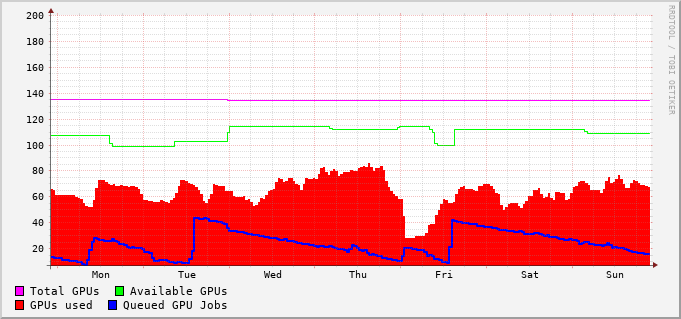 200
180
160
140
120
100
80
60
40
20
Mon Tue Wed Thu Fri Sat Sun
Total GPUs Available GPUs
GPUs used Queued GPU Jobs
RRDTOOL / TOBI OETIKER